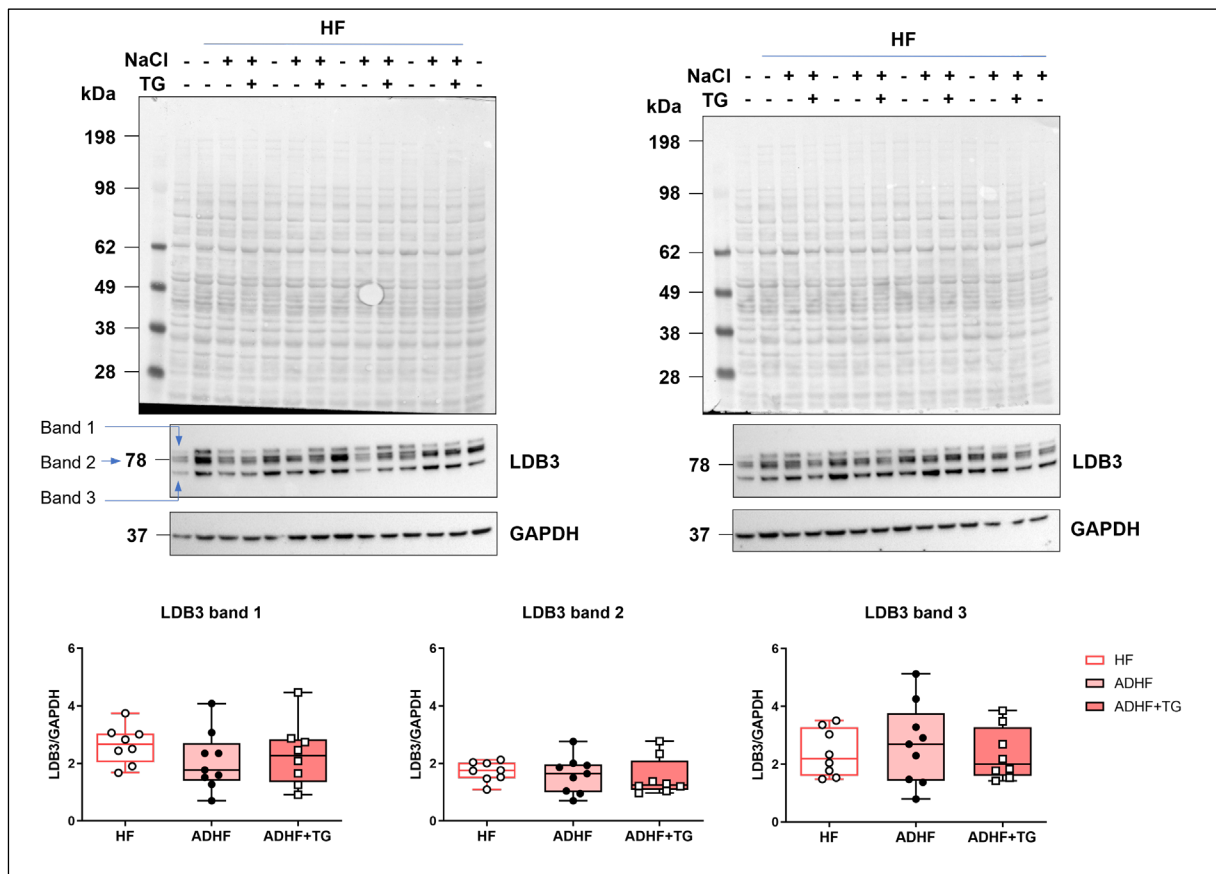 HF
NaCl - - + + - + + - + + - + + -
TG - - - + - - + - - + - - + -
kDa
198
98
62
49
38
28
Band 1
Band 2
78
Band 3
LDB3
37
GAPDH
HF
NaCl - - + + - + + - + + - + + +
TG - - - + - - + - - + - - + -
kDa
198
98
62
49
38
28
78
LDB3
37
GAPDH
LDB3 band 1
LDB3/GAPDH
6
4
2
0
HF ADHF ADHF+TG
LDB3 band 2
LDB3/GAPDH
6
4
2
0
HF ADHF ADHF+TG
LDB3 band 3
LDB3/GAPDH
6
4
2
0
HF ADHF ADHF+TG
HF
ADHF
ADHF+TG